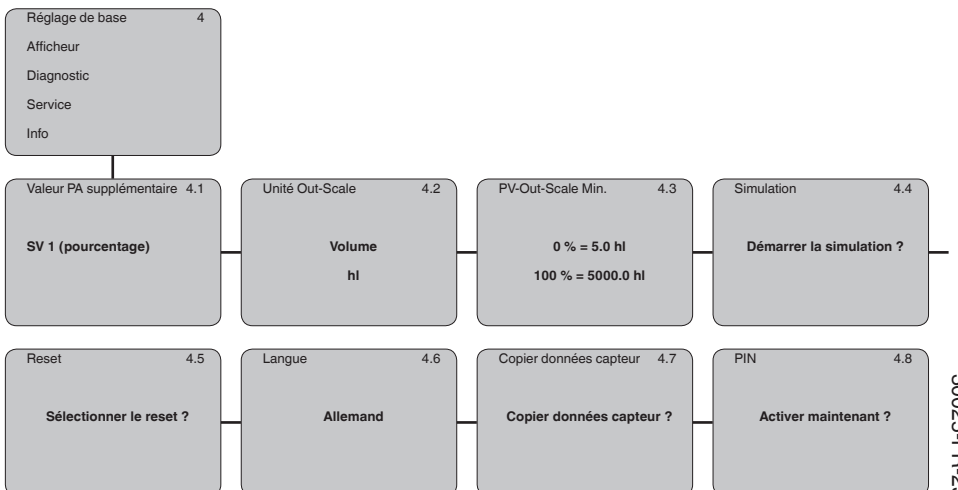 Réglage de base 4
Afficheur
Diagnostic
Service
Info
Valeur PA supplémentaire 4.1
SV 1 (pourcentage)
Unité Out-Scale 4.2
Volume
hl
PV-Out-Scale Min. 4.3
0 % = 5.0 hl
100 % = 5000.0 hl
Simulation 4.4
Démarrer la simulation ?
Reset 4.5
Sélectionner le reset ?
Langue 4.6
Allemand
Copier données capteur 4.7
Copier données capteur ?
PIN 4.8
Activer maintenant ?